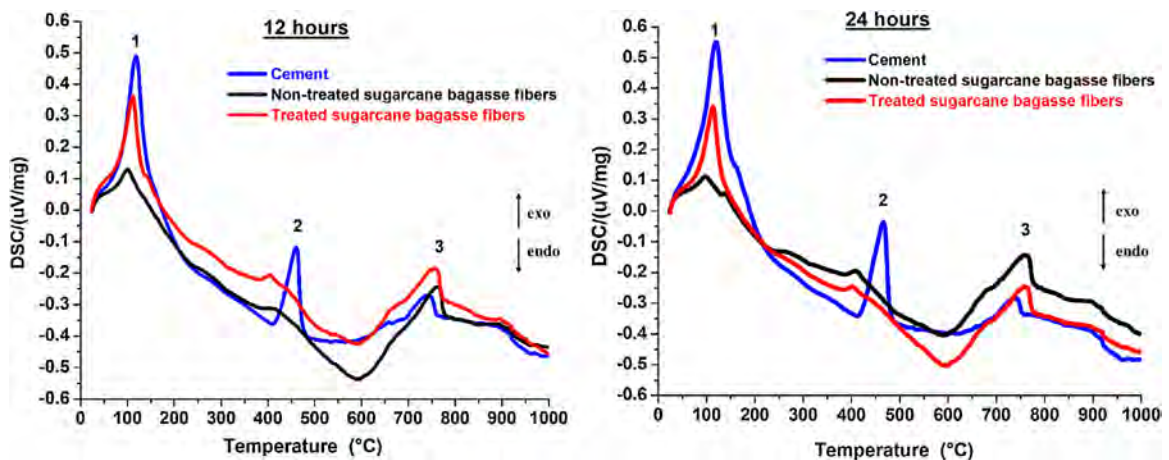 12 hours
Cement
Non-treated sugarcane bagasse fibers
Treated sugarcane bagasse fibers
1
2
3
exo
endo
DSC/(uV/mg)
0.6
0.5
0.4
0.3
0.2
0.1
0.0
-0.1
-0.2
-0.3
-0.4
-0.5
-0.6
0 100 200 300 400 500 600 700 800 900 1000
Temperature (°C)
24 hours
Cement
Non-treated sugarcane bagasse fibers
Treated sugarcane bagasse fibers
1
2
3
exo
endo
DSC/(uV/mg)
0.6
0.5
0.4
0.3
0.2
0.1
0.0
-0.1
-0.2
-0.3
-0.4
-0.5
-0.6
0 100 200 300 400 500 600 700 800 900 1000
Temperature (°C)